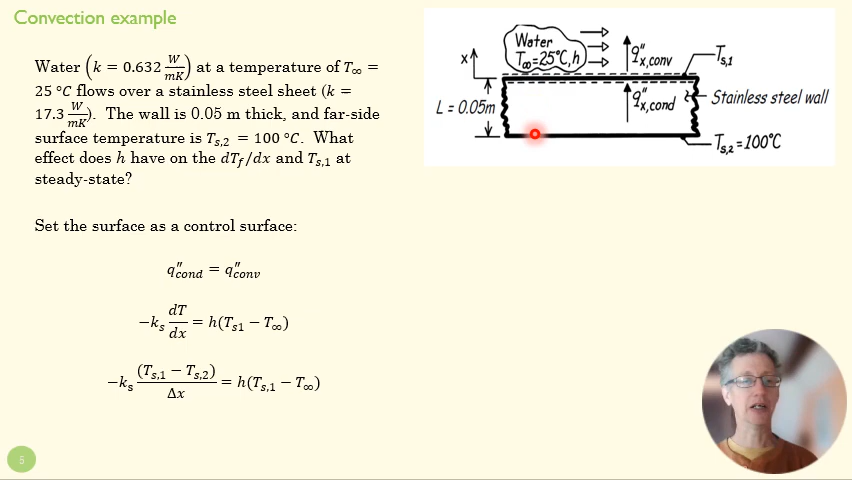 Convection example
Water (k = 0.632 W/mK) at a temperature of T∞ =
25 °C flows over a stainless steel sheet (k =
17.3 W/mK). The wall is 0.05 m thick, and far-side
surface temperature is Ts,2 = 100 °C. What
effect does h have on the dTf/dx and Ts,1 at
steady-state?
Set the surface as a control surface:
q″cond = q″conv
−ks dT/dx = h(Ts1 − T∞)
−ks (Ts,1 − Ts,2)/Δx = h(Ts,1 − T∞)
5
Water
T∞=25°C, h
x
q″x,conv
Ts,1
L = 0.05m
q″x,cond
Stainless steel wall
Ts,2 = 100°C